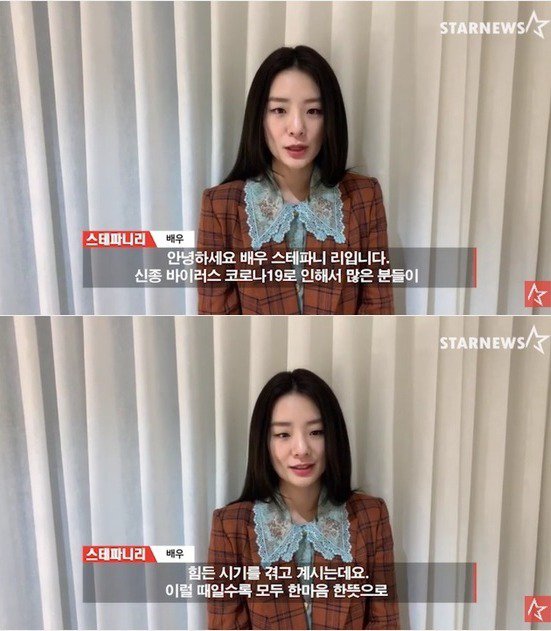 STARNEWS
스테파니리 배우
안녕하세요 배우 스테파니 리입니다.
신종 바이러스 코로나19로 인해서 많은 분들이
STARNEWS
스테파니리 배우
힘든 시기를 겪고 계시는데요.
이럴 때일수록 모두 한마음 한뜻으로